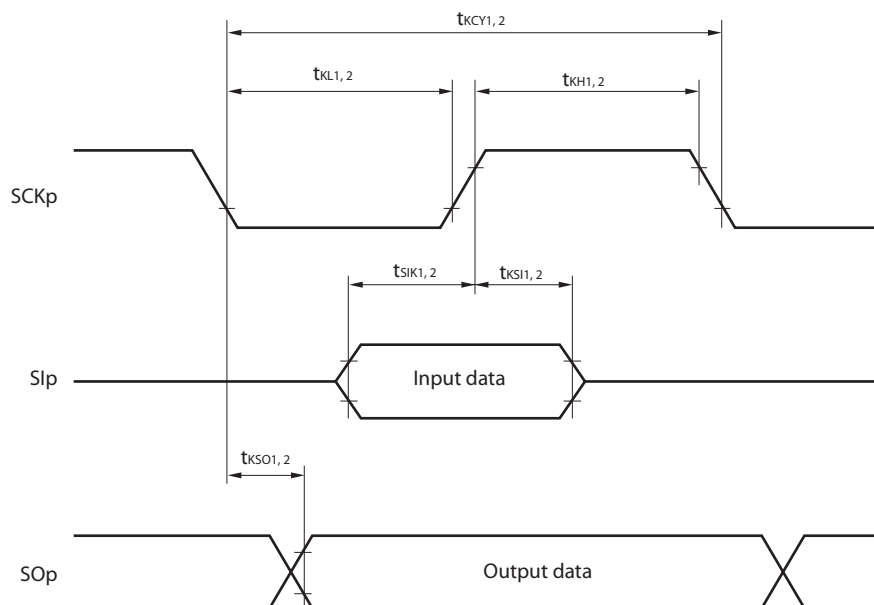 tKCY1, 2
tKL1, 2
tKH1, 2
SCKp
tSIK1, 2
tKSI1, 2
SIp
Input data
tKSO1, 2
SOp
Output data